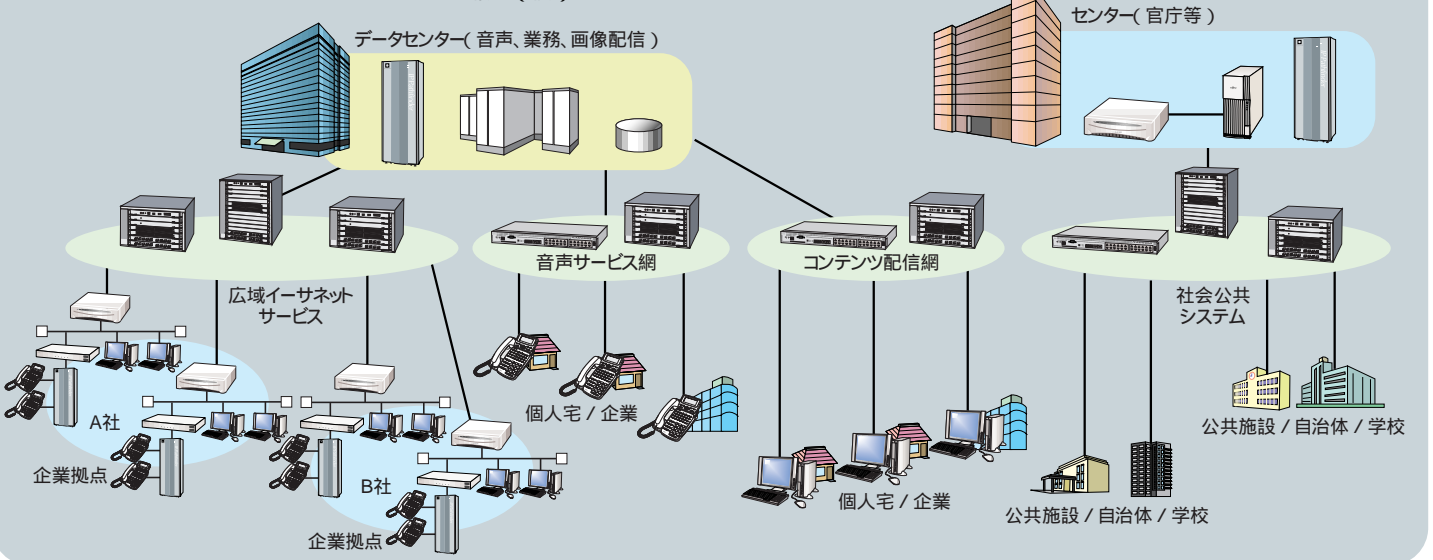 データセンター(音声、業務、画像配信)
センター(官庁等)
音声サービス網
コンテンツ配信網
広域イーサネット
サービス
社会公共
システム
A社
企業拠点
B社
企業拠点
個人宅/企業
個人宅/企業
公共施設/自治体/学校
公共施設/自治体/学校